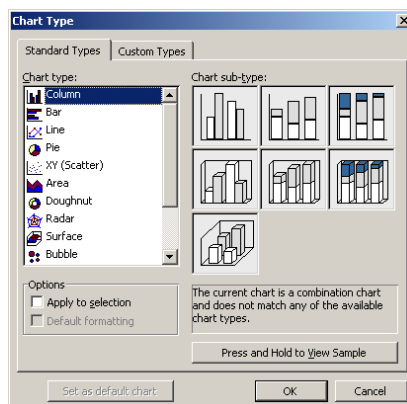 Chart Type
Standard Types
Custom Types
Chart type:
Chart sub-type:
Column
Bar
Line
Pie
XY (Scatter)
Area
Doughnut
Radar
Surface
Bubble
Options
Apply to selection
Default formatting
The current chart is a combination chart
and does not match any of the available
chart types.
Press and Hold to View Sample
Set as default chart
OK
Cancel